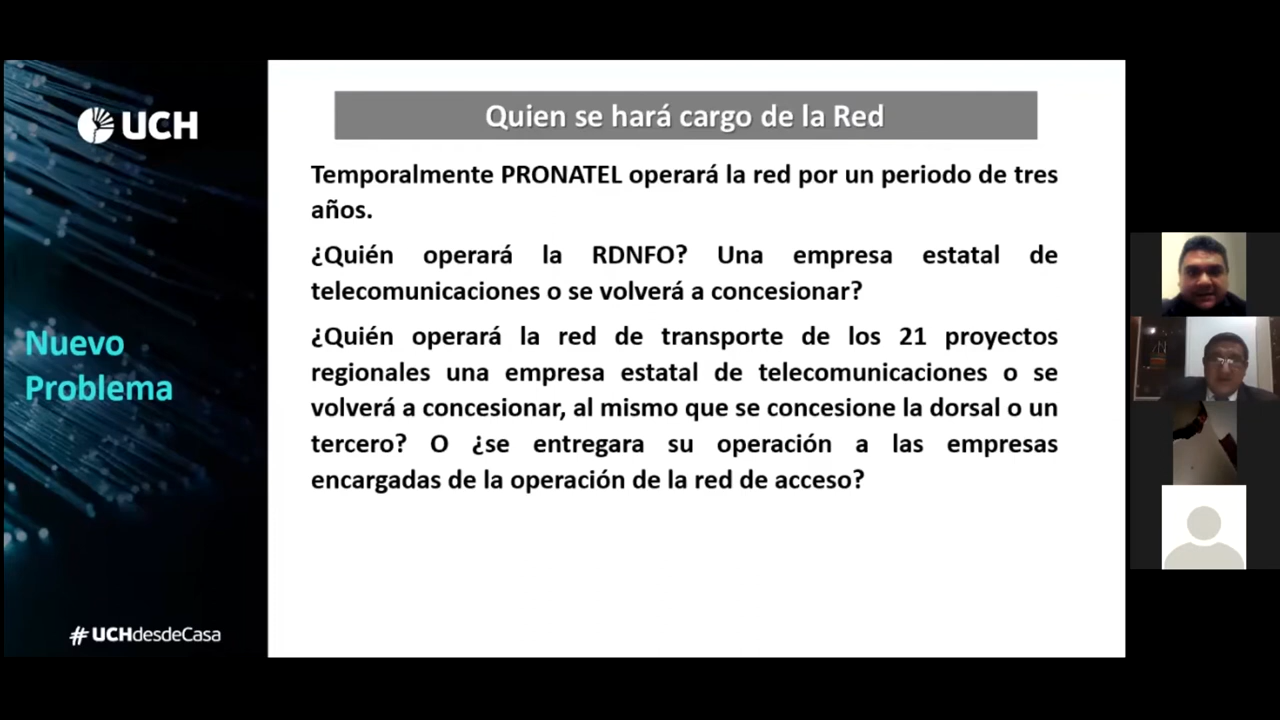 UCH
Quien se hará cargo de la Red
Temporalmente PRONATEL operará la red por un periodo de tres
años.
¿Quién operará la RDNFO? Una empresa estatal de
telecomunicaciones o se volverá a concesionar?
¿Quién operará la red de transporte de los 21 proyectos
regionales una empresa estatal de telecomunicaciones o se
volverá a concesionar, al mismo que se concesione la dorsal o un
tercero? O ¿se entregara su operación a las empresas
encargadas de la operación de la red de acceso?
Nuevo
Problema
#UCHdesdeCasa